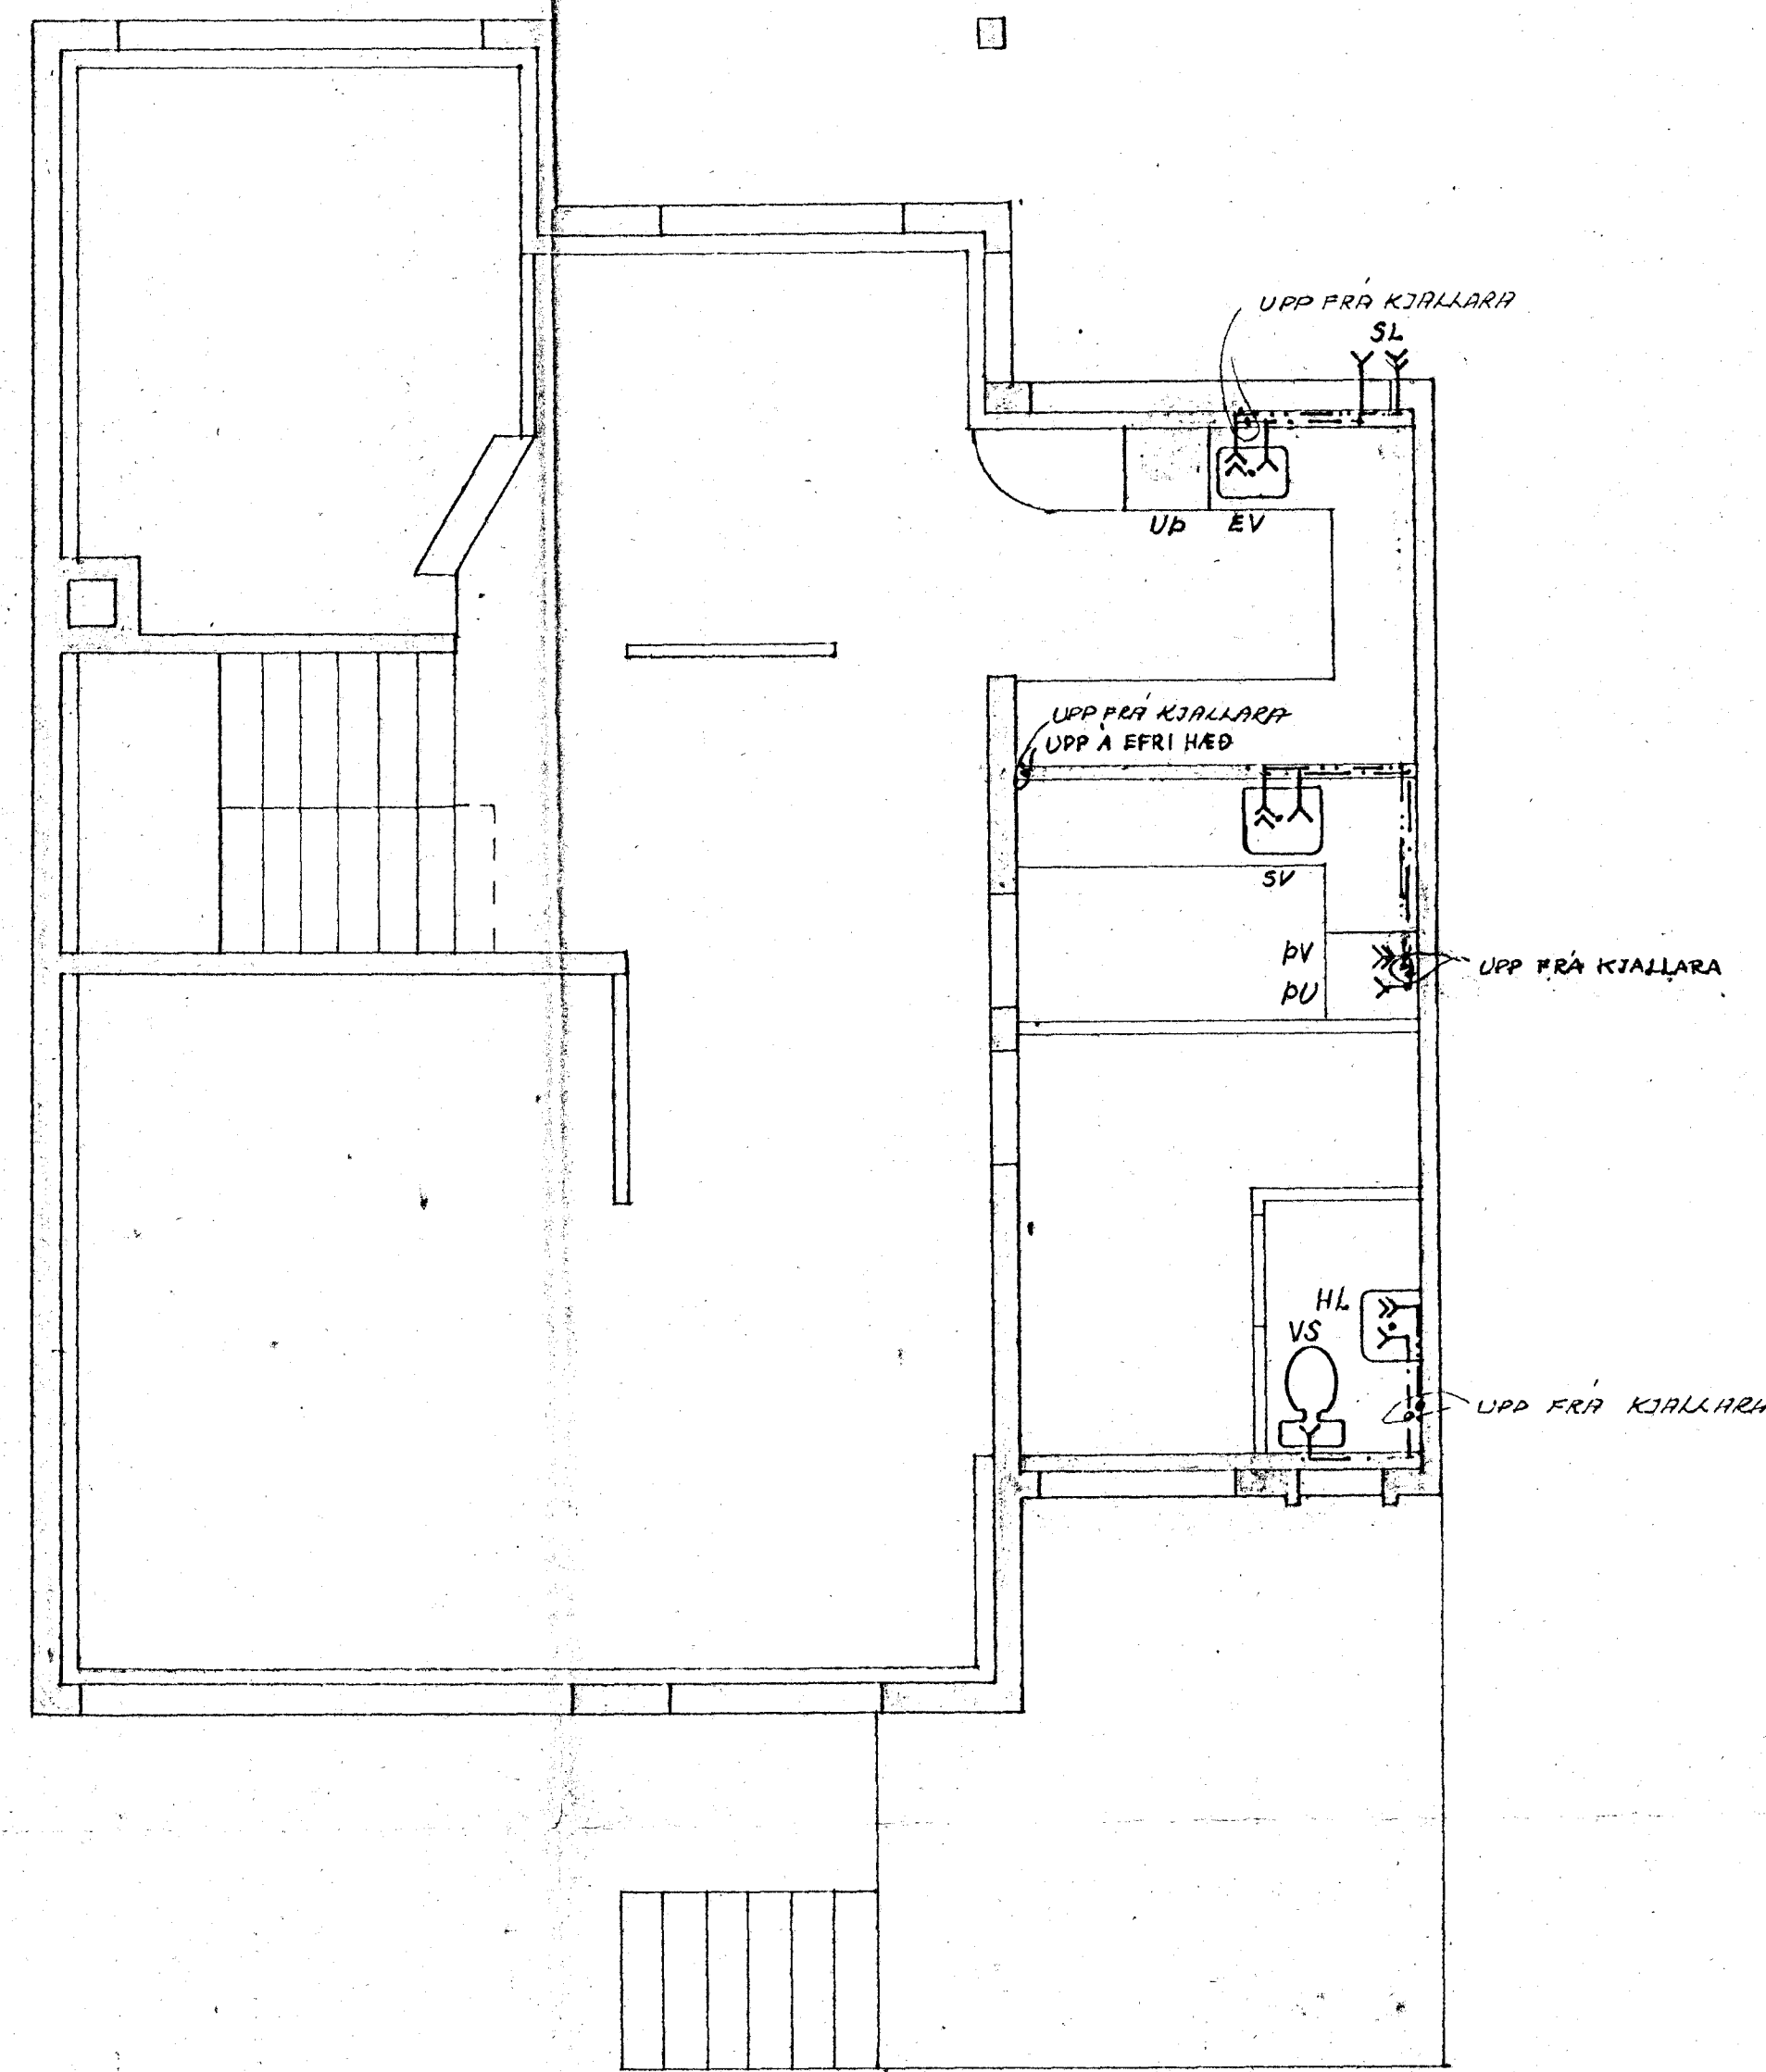 UPP FRÁ KJALLARA
SL
UÞ EV
UPP FRÁ KJALLARA
UPP Á EFRI HÆÐ
SV
ÞV
ÞU
UPP FRÁ KJALLARA
HL
VS
UPP FRÁ KJALLARA